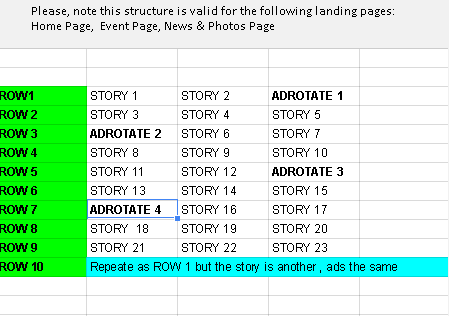 Please, note this structure is valid for the following landing pages:
Home Page, Event Page, News & Photos Page
ROW1 STORY 1 STORY 2 ADROTATE 1
ROW 2 STORY 3 STORY 4 STORY 5
ROW 3 ADROTATE 2 STORY 6 STORY 7
ROW 4 STORY 8 STORY 9 STORY 10
ROW 5 STORY 11 STORY 12 ADROTATE 3
ROW 6 STORY 13 STORY 14 STORY 15
ROW 7 ADROTATE 4 STORY 16 STORY 17
ROW 8 STORY 18 STORY 19 STORY 20
ROW 9 STORY 21 STORY 22 STORY 23
ROW 10 Repeate as ROW 1 but the story is another , ads the same